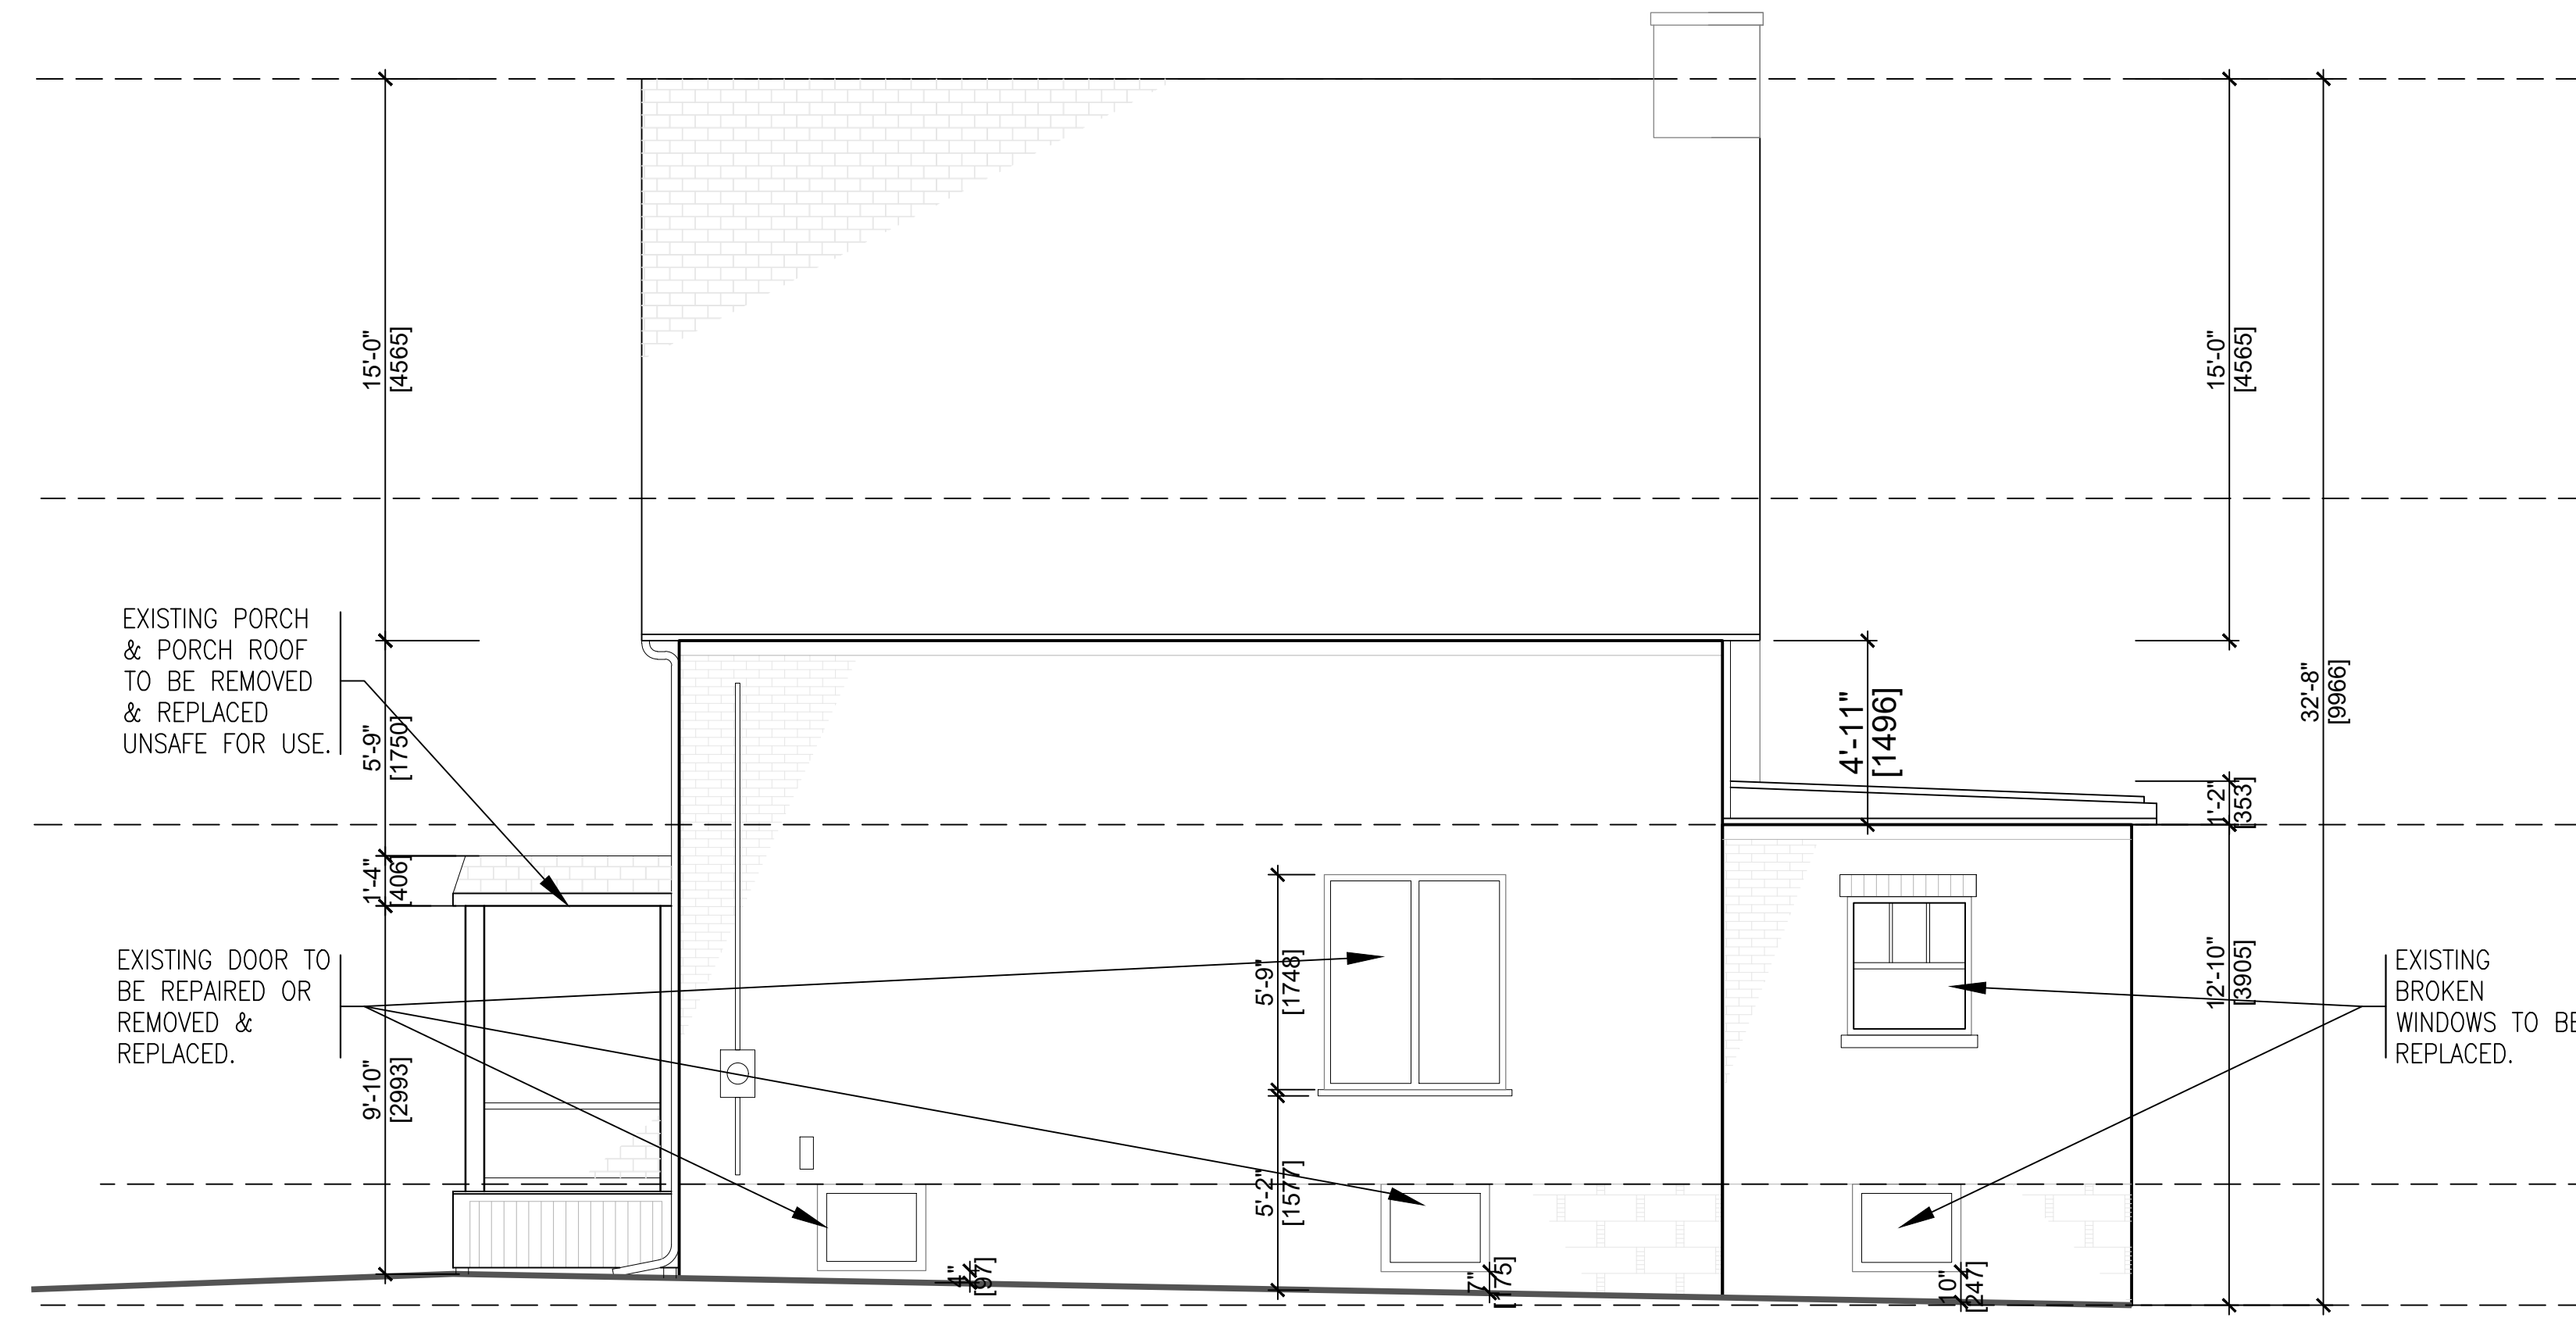 15'-0"
[4565]
15'-0"
[4565]
EXISTING PORCH
& PORCH ROOF
TO BE REMOVED
& REPLACED
UNSAFE FOR USE.
5'-9"
[1750]
4'-11"
[1496]
32'-8"
[9966]
1'-2"
[353]
1'-4"
[406]
EXISTING DOOR TO
BE REPAIRED OR
REMOVED &
REPLACED.
9'-10"
[2993]
5'-9"
[1748]
12'-10"
[3905]
EXISTING
BROKEN
WINDOWS TO BE
REPLACED.
5'-2"
[1577]
4"
[97]
7"
[175]
10"
[247]